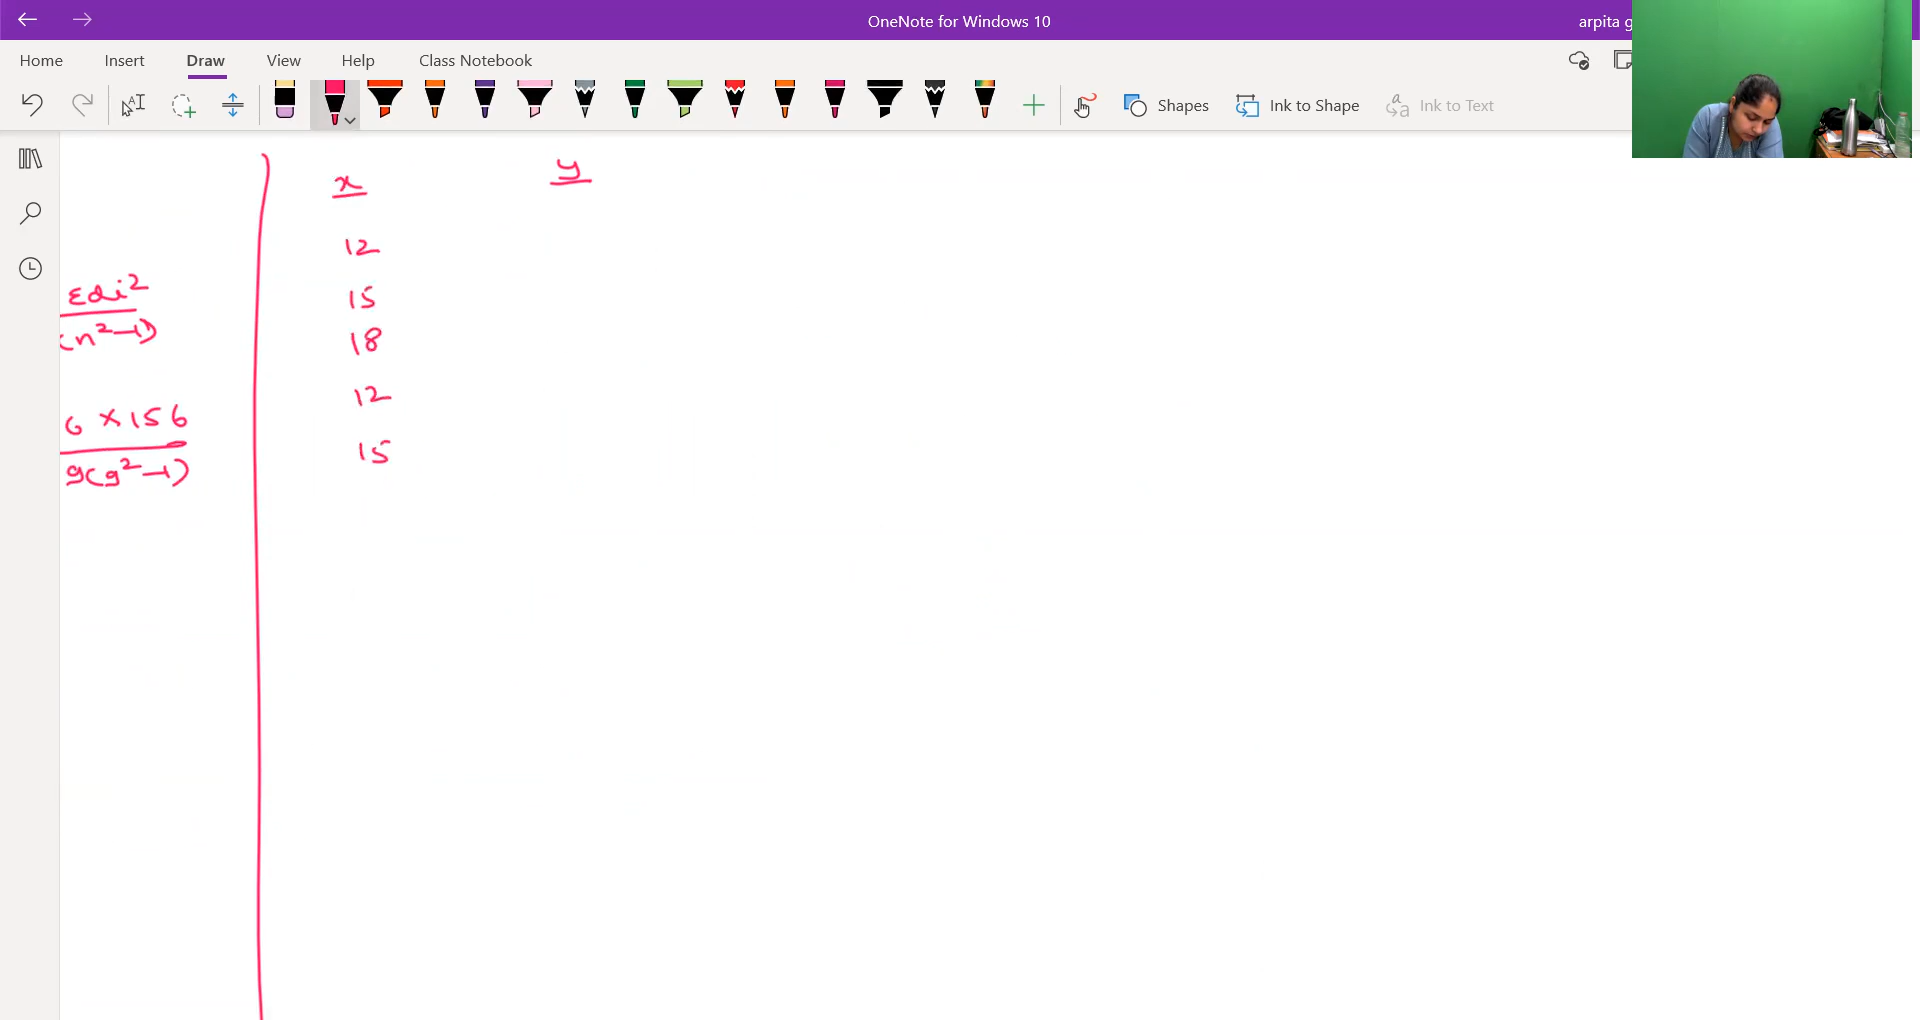 OneNote for Windows 10
arpita g
Home Insert Draw View Help Class Notebook
Shapes Ink to Shape Ink to Text
x y
12
15
18
12
15
Σdi²
(n²-1)
6 × 156
9(9²-1)